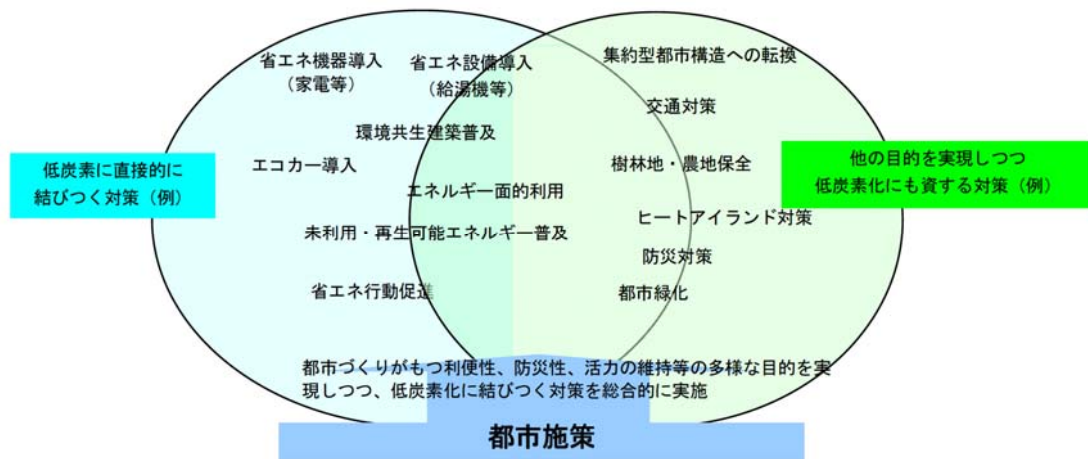 省エネ機器導入
（家電等）
省エネ設備導入
（給湯機等）
集約型都市構造への転換
交通対策
環境共生建築普及
低炭素に直接的に
結びつく対策（例）
エコカー導入
樹林地・農地保全
他の目的を実現しつつ
低炭素化にも資する対策（例）
エネルギー面的利用
ヒートアイランド対策
未利用・再生可能エネルギー普及
防災対策
省エネ行動促進
都市緑化
都市づくりがもつ利便性、防災性、活力の維持等の多様な目的を実
現しつつ、低炭素化に結びつく対策を総合的に実施
都市施策